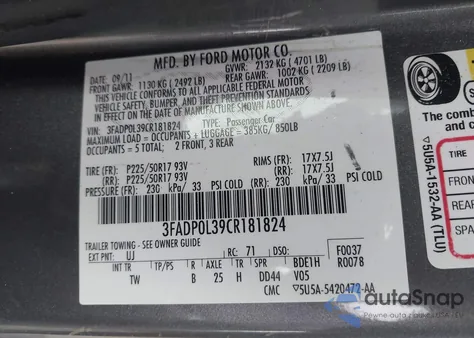 MFD. BY FORD MOTOR CO.
DATE: 09/11 GVWR: 2132 KG ( 4701 LB)
FRONT GAWR: 1130 KG ( 2492 LB) REAR GAWR: 1002 KG ( 2209 LB)
THIS VEHICLE CONFORMS TO ALL APPLICABLE FEDERAL MOTOR
VEHICLE SAFETY, BUMPER, AND THEFT PREVENTION STANDARDS IN
EFFECT ON THE DATE OF MANUFACTURE SHOWN ABOVE.
VIN: 3FADP0L39CR181824 TYPE: Passenger Car
MAXIMUM LOAD = OCCUPANTS + LUGGAGE = 385KG/ 850LB
OCCUPANTS = 5 TOTAL: 2 FRONT, 3 REAR
TIRE (FR): P225/50R17 93V RIMS (FR): 17X7.5J
(RR): P225/50R17 93V (RR): 17X7.5J
PRESSURE (FR): 230 kPa/ 33 PSI COLD (RR): 230 kPa/ 33 PSI COLD
3FADP0L39CR181824
TRAILER TOWING - SEE OWNER GUIDE
EXT PNT: UJ RC: 71 DSO: F0037
INT TR TP/PS R AXLE TR SPR BDE1H R0078
TW B 25 H DD44 V05
CMC 5U5A-5420472-AA
The comb
OCCU
FRO
REAR
SPA
5U5A-1532-AA (TLU)
autoSnap